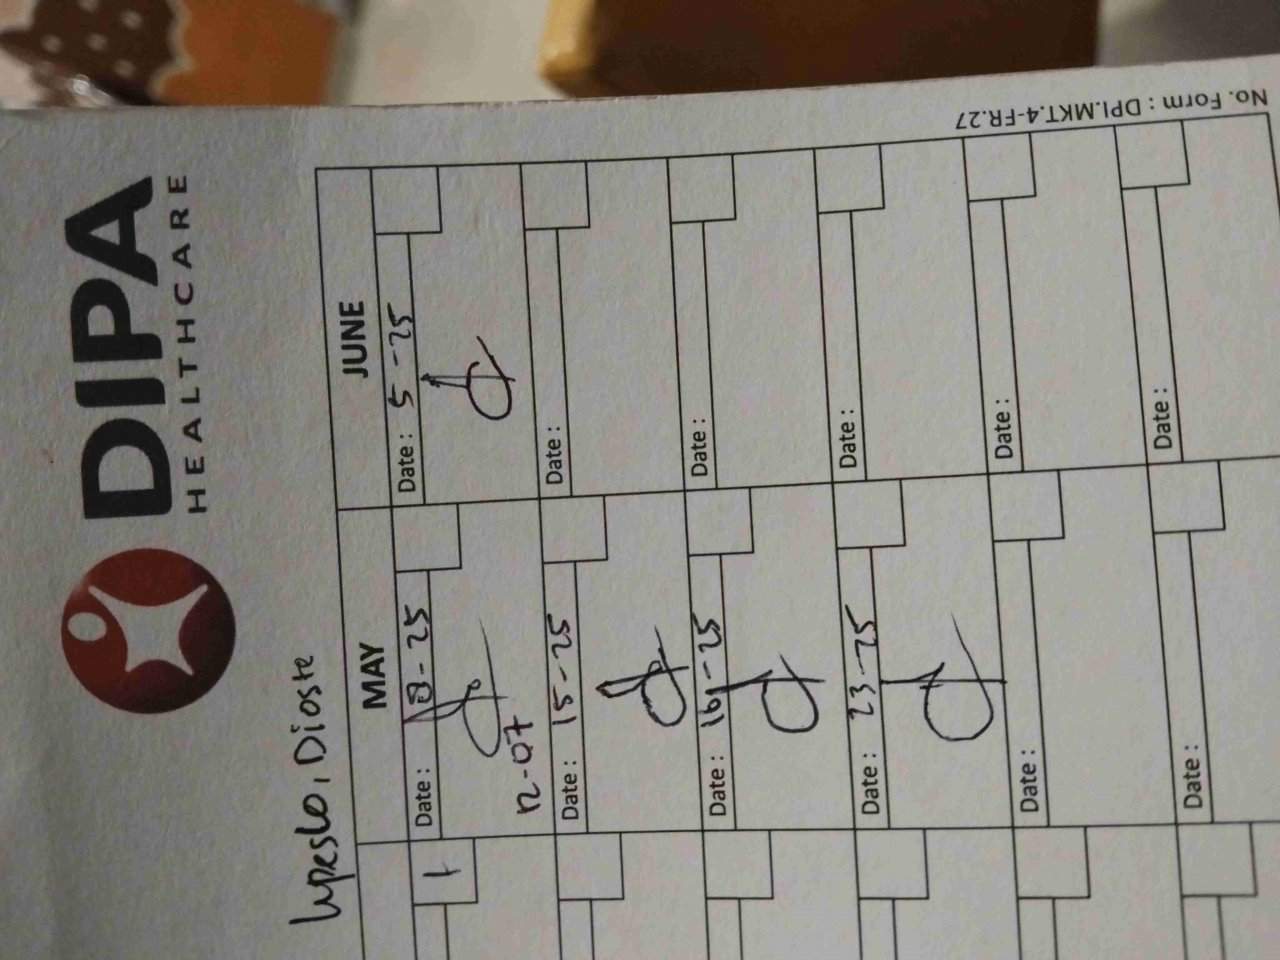 No. Form : DPI.MKT.4-FR.27
DIPA
HEALTHCARE
Dioste
MAY
JUNE
1
Date : 8-25
Date : 5-25
12-07
Date : 15-25
Date :
Date : 16-25
Date :
Date : 23-25
Date :
Date :
Date :
Date :
Date :